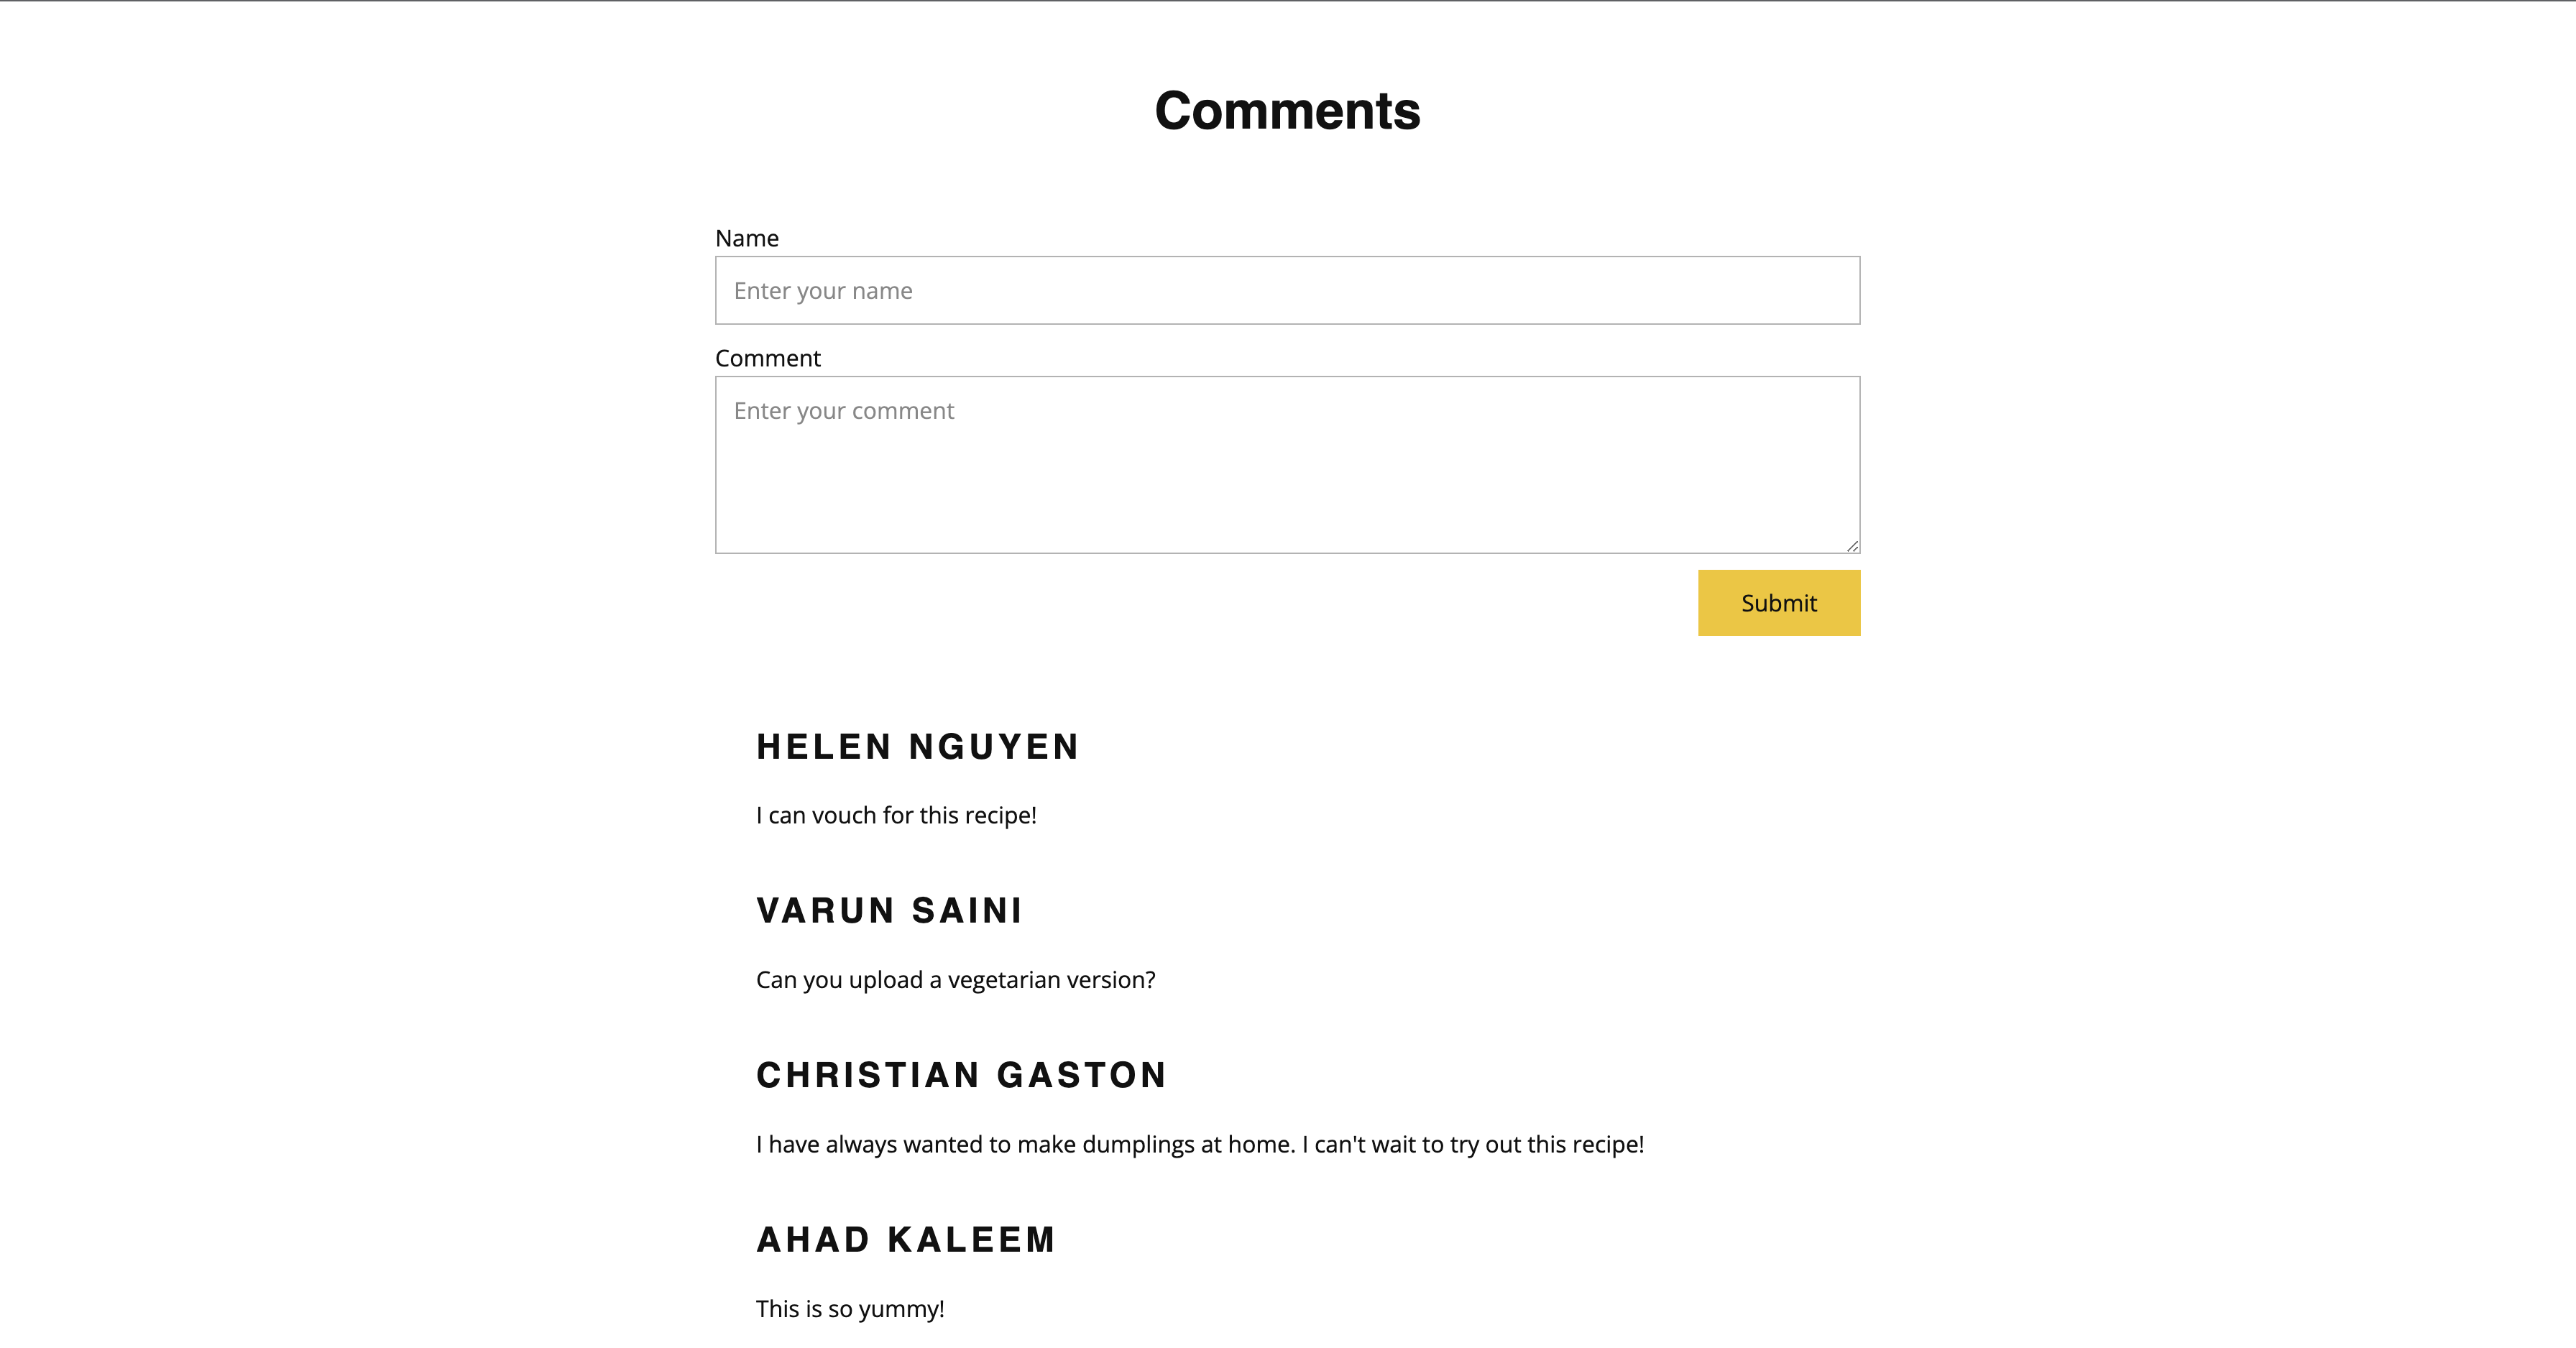 Comments
Name
Enter your name
Comment
Enter your comment
Submit
HELEN NGUYEN
I can vouch for this recipe!
VARUN SAINI
Can you upload a vegetarian version?
CHRISTIAN GASTON
I have always wanted to make dumplings at home. I can't wait to try out this recipe!
AHAD KALEEM
This is so yummy!